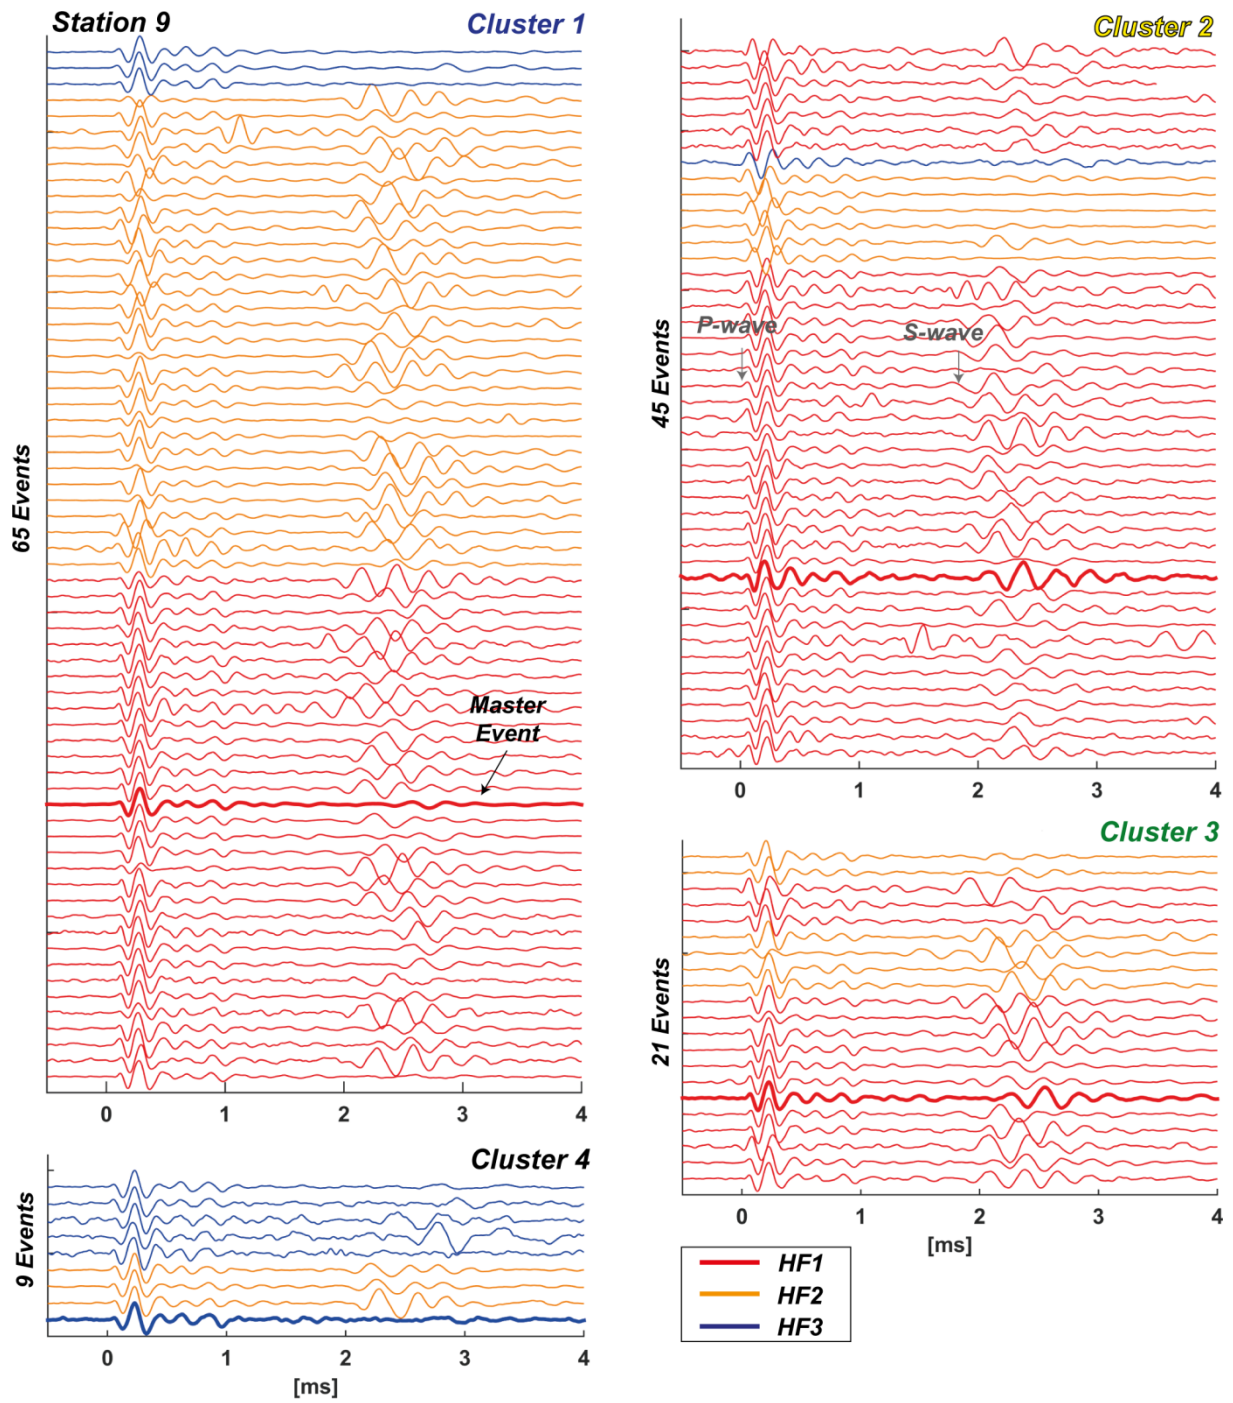 Station 9
Cluster 1
65 Events
Master
Event
0 1 2 3 4
Cluster 2
45 Events
P-wave
S-wave
0 1 2 3 4
Cluster 3
21 Events
0 1 2 3 4
[ms]
Cluster 4
9 Events
0 1 2 3 4
[ms]
HF1
HF2
HF3